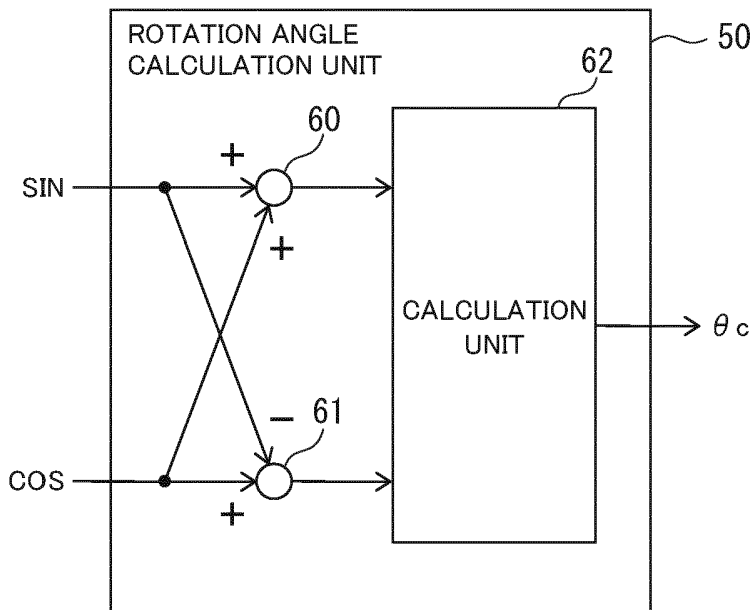 ROTATION ANGLE
CALCULATION UNIT
50
62
60
+
SIN
+
CALCULATION
UNIT
θc
−
61
COS
+